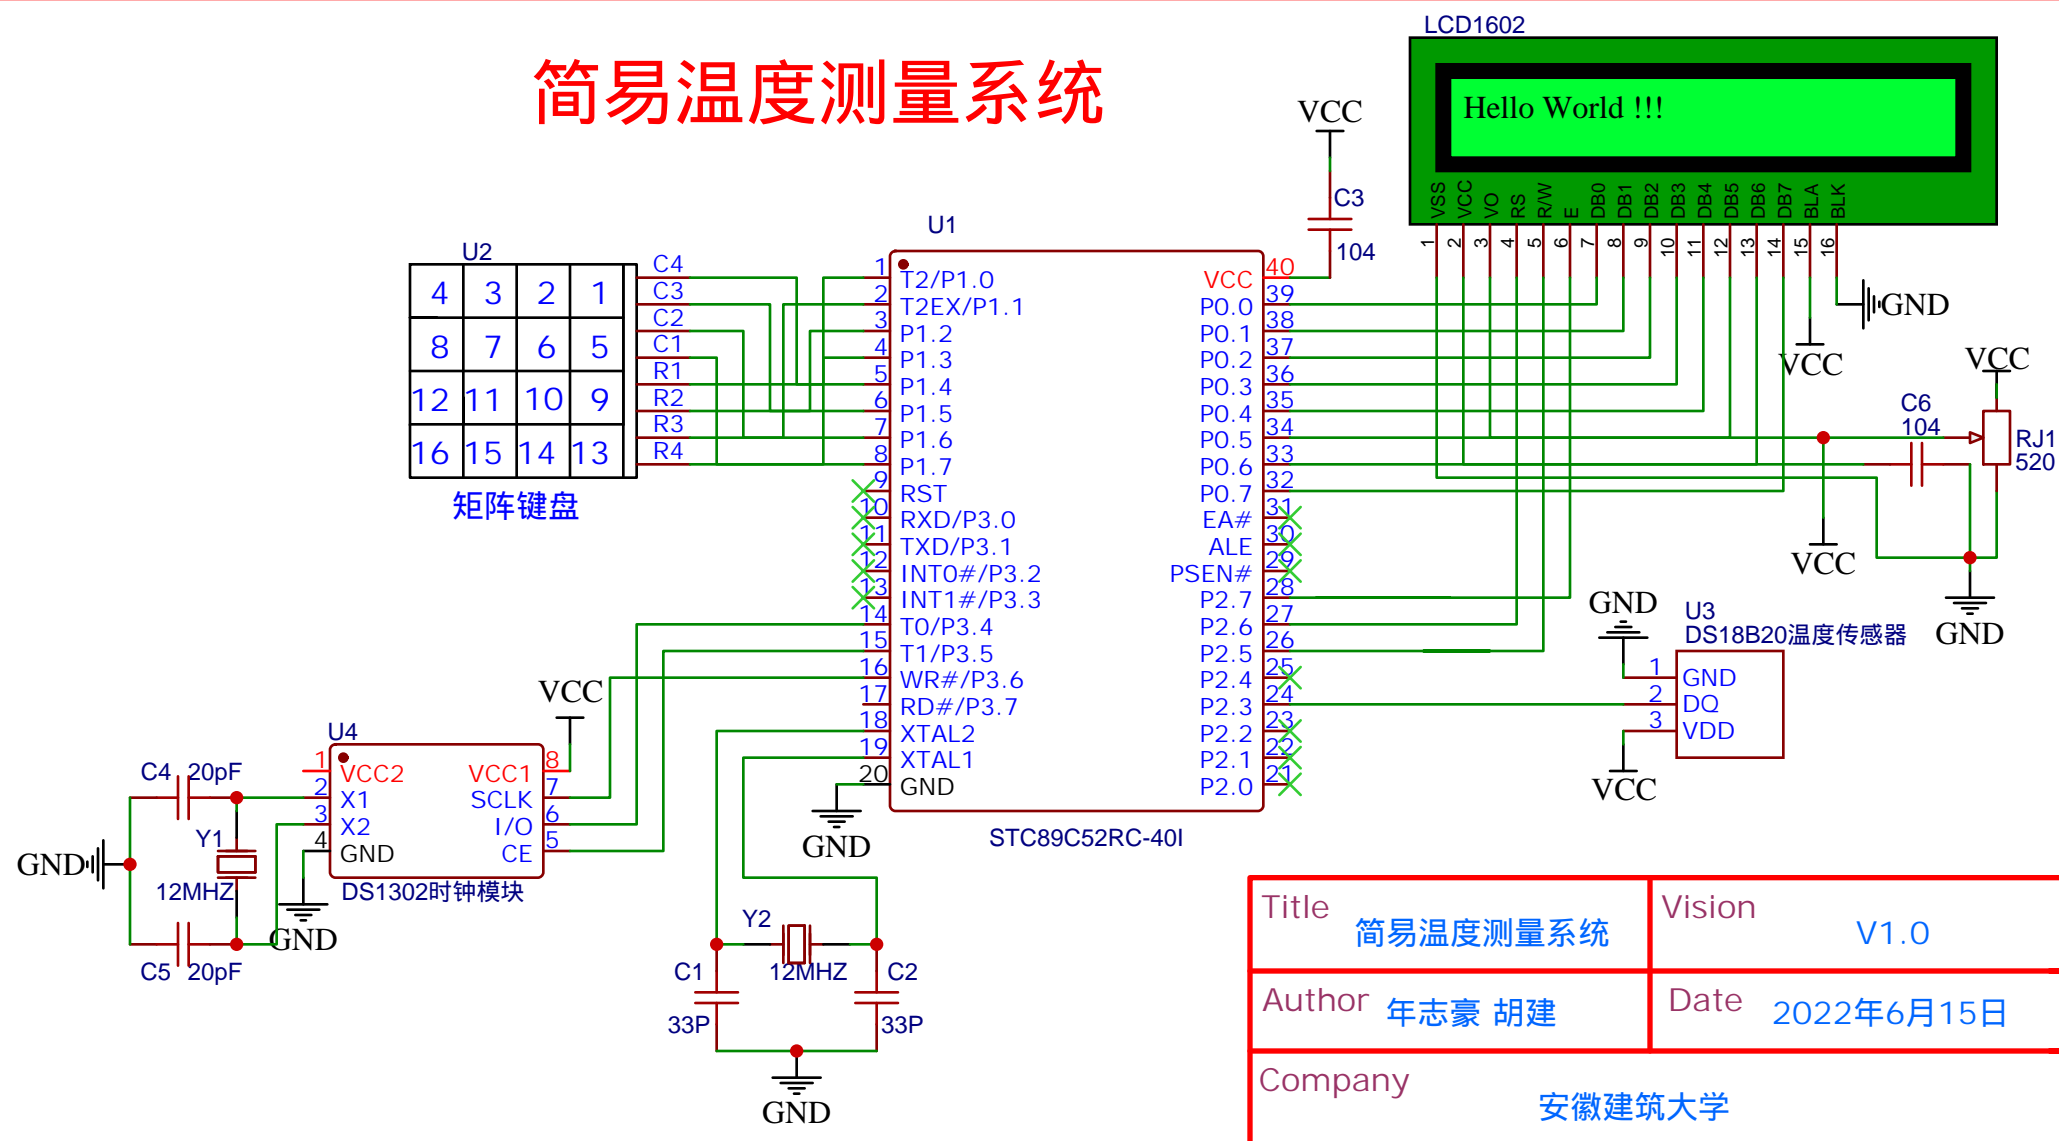 简易温度测量系统
LCD1602
Hello World !!!
VSS VCC VO RS R/W E DB0 DB1 DB2 DB3 DB4 DB5 DB6 DB7 BLA BLK
1 2 3 4 5 6 7 8 9 10 11 12 13 14 15 16
VCC
C3
104
GND
VCC
VCC
C6
104
RJ1
520
VCC
GND
U2
4 3 2 1
8 7 6 5
12 11 10 9
16 15 14 13
C4
C3
C2
C1
R1
R2
R3
R4
矩阵键盘
U1
1 T2/P1.0
2 T2EX/P1.1
3 P1.2
4 P1.3
5 P1.4
6 P1.5
7 P1.6
8 P1.7
9 RST
10 RXD/P3.0
11 TXD/P3.1
12 INT0#/P3.2
13 INT1#/P3.3
14 T0/P3.4
15 T1/P3.5
16 WR#/P3.6
17 RD#/P3.7
18 XTAL2
19 XTAL1
20 GND
VCC 40
P0.0 39
P0.1 38
P0.2 37
P0.3 36
P0.4 35
P0.5 34
P0.6 33
P0.7 32
EA# 31
ALE 30
PSEN# 29
P2.7 28
P2.6 27
P2.5 26
P2.4 25
P2.3 24
P2.2 23
P2.1 22
P2.0 21
STC89C52RC-40I
GND
GND
U3
DS18B20温度传感器
1 GND
2 DQ
3 VDD
VCC
VCC
U4
1 VCC2
2 X1
3 X2
4 GND
VCC1 8
SCLK 7
I/O 6
CE 5
DS1302时钟模块
C4 20pF
Y1
12MHZ
GND
GND
C5 20pF
Y2
12MHZ
C1
33P
C2
33P
GND
Title 简易温度测量系统
Vision V1.0
Author 年志豪 胡建
Date 2022年6月15日
Company 安徽建筑大学